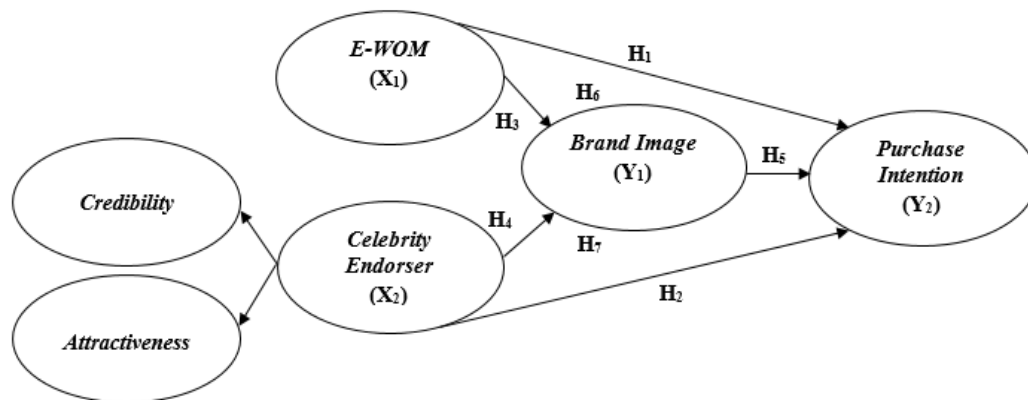 E-WOM
(X₁)
H₁
H₆
H₃
Brand Image
(Y₁)
H₅
Purchase
Intention
(Y₂)
Credibility
H₄
Celebrity
Endorser
(X₂)
H₇
H₂
Attractiveness